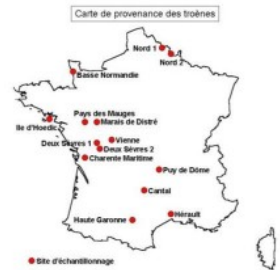 Carte de provenance des troènes
Nord 1
Nord 2
Basse Normandie
Pays des Mauges
Marais de Distré
Ile d'Hoedic
Vienne
Deux Sèvres 1
Deux Sèvres 2
Charente Maritime
Puy de Dôme
Cantal
Hérault
Haute Garonne
Site d'échantillonnage